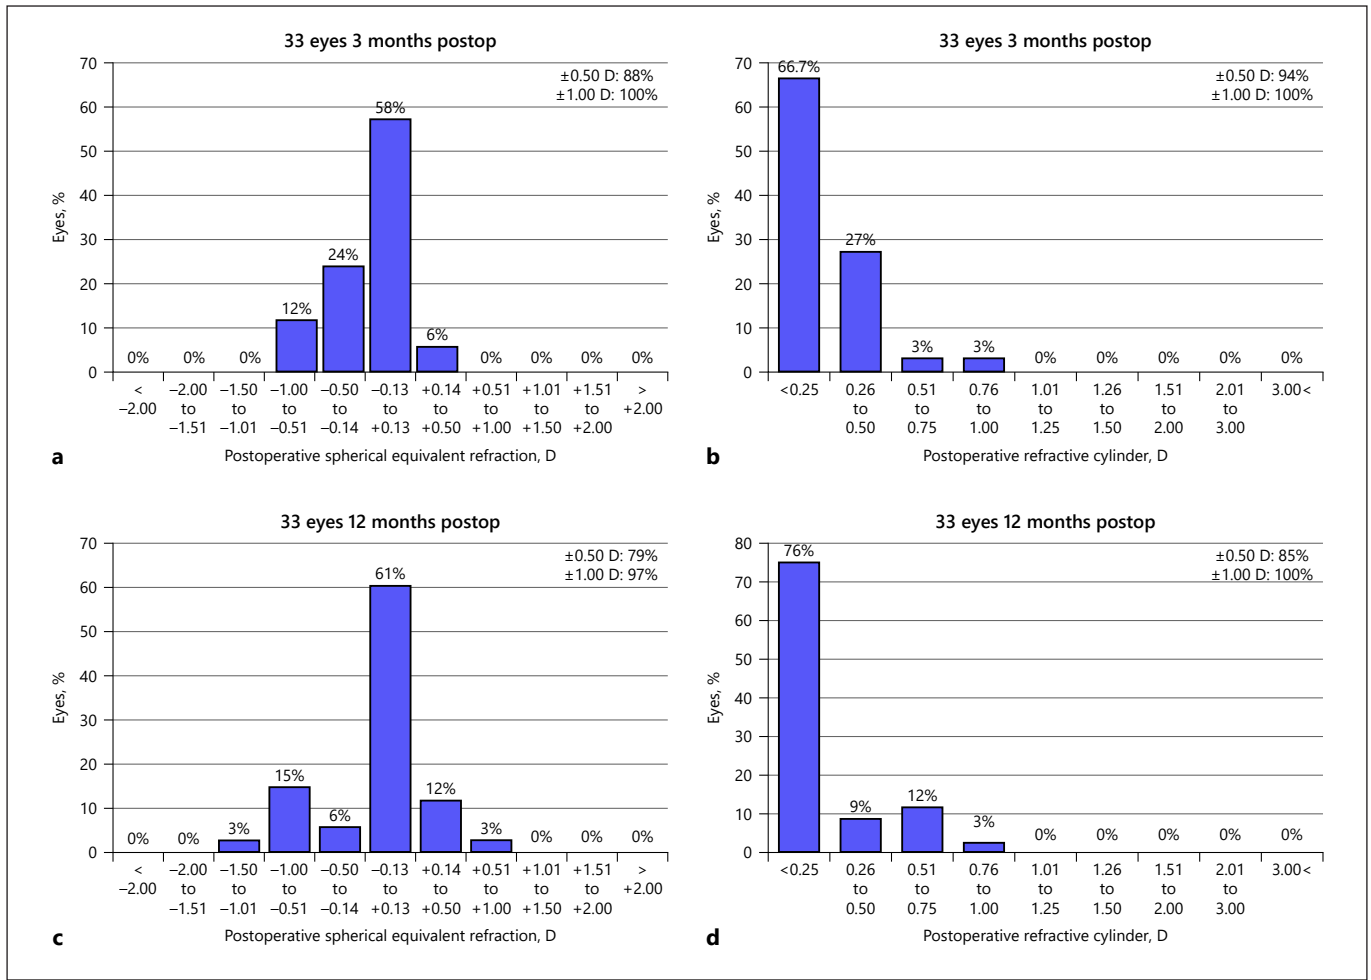 33 eyes 3 months postop
±0.50 D: 88%
±1.00 D: 100%
70
60
50
40
30
20
10
0
Eyes, %
0%
0%
0%
12%
24%
58%
6%
0%
0%
0%
0%
< –2.00 –1.50 –1.00 –0.50 –0.13 +0.14 +0.51 +1.01 +1.51 >
–2.00 to to to to to to to to to +2.00
–1.51 –1.01 –0.51 –0.14 +0.13 +0.50 +1.00 +1.50 +2.00
a
Postoperative spherical equivalent refraction, D
33 eyes 3 months postop
±0.50 D: 94%
±1.00 D: 100%
70
60
50
40
30
20
10
0
Eyes, %
66.7%
27%
3%
3%
0%
0%
0%
0%
0%
<0.25 0.26 0.51 0.76 1.01 1.26 1.51 2.01 3.00<
to to to to to to to
0.50 0.75 1.00 1.25 1.50 2.00 3.00
b
Postoperative refractive cylinder, D
33 eyes 12 months postop
±0.50 D: 79%
±1.00 D: 97%
70
60
50
40
30
20
10
0
Eyes, %
0%
0%
3%
15%
6%
61%
12%
3%
0%
0%
0%
< –2.00 –1.50 –1.00 –0.50 –0.13 +0.14 +0.51 +1.01 +1.51 >
–2.00 to to to to to to to to to +2.00
–1.51 –1.01 –0.51 –0.14 +0.13 +0.50 +1.00 +1.50 +2.00
c
Postoperative spherical equivalent refraction, D
33 eyes 12 months postop
±0.50 D: 85%
±1.00 D: 100%
80
70
60
50
40
30
20
10
0
Eyes, %
76%
9%
12%
3%
0%
0%
0%
0%
0%
<0.25 0.26 0.51 0.76 1.01 1.26 1.51 2.01 3.00<
to to to to to to to
0.50 0.75 1.00 1.25 1.50 2.00 3.00
d
Postoperative refractive cylinder, D